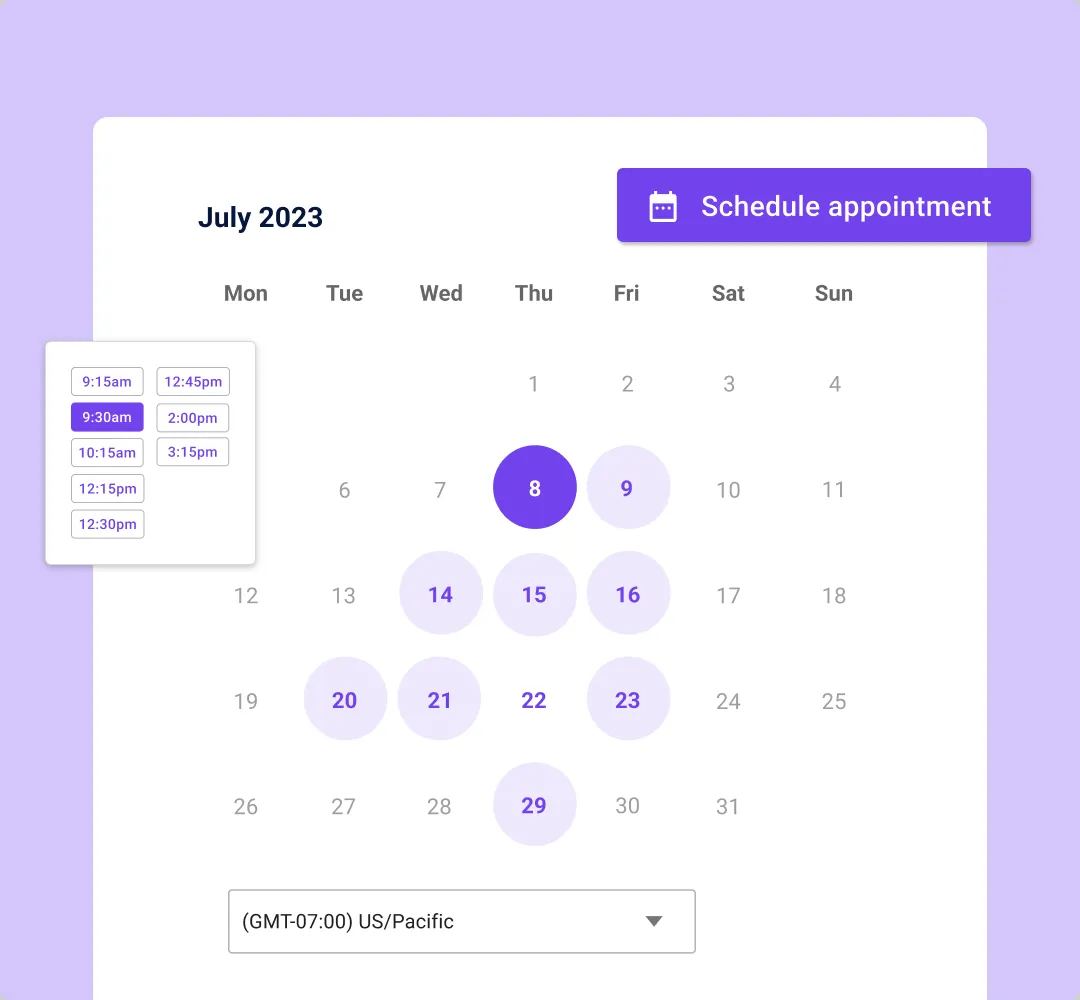 July 2023
Schedule appointment
Mon Tue Wed Thu Fri Sat Sun
1 2 3 4
9:15am 12:45pm
9:30am 2:00pm
10:15am 3:15pm
12:15pm
12:30pm
6 7 8 9 10 11
12 13 14 15 16 17 18
19 20 21 22 23 24 25
26 27 28 29 30 31
(GMT-07:00) US/Pacific